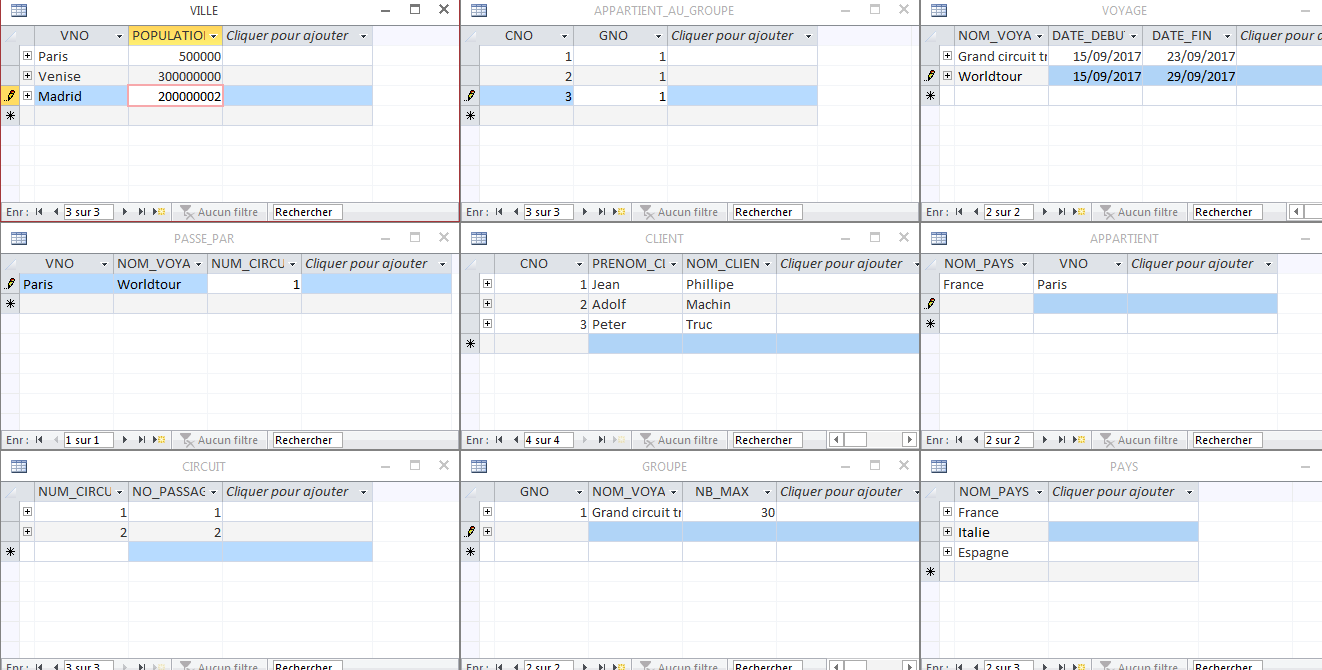 VILLE
VNO POPULATIO Cliquer pour ajouter
Paris 500000
Venise 300000000
Madrid 200000002
Enr : 3 sur 3 Aucun filtre Rechercher
APPARTIENT_AU_GROUPE
CNO GNO Cliquer pour ajouter
1 1
2 1
3 1
Enr : 3 sur 3 Aucun filtre Rechercher
VOYAGE
NOM_VOYA DATE_DEBU DATE_FIN Cliquer pour a
Grand circuit tr 15/09/2017 23/09/2017
Worldtour 15/09/2017 29/09/2017
Enr : 2 sur 2 Aucun filtre Rechercher
PASSE_PAR
VNO NOM_VOYA NUM_CIRCU Cliquer pour ajouter
Paris Worldtour 1
Enr : 1 sur 1 Aucun filtre Rechercher
CLIENT
CNO PRENOM_CL NOM_CLIEN Cliquer pour ajouter
1 Jean Phillipe
2 Adolf Machin
3 Peter Truc
Enr : 4 sur 4 Aucun filtre Rechercher
APPARTIENT
NOM_PAYS VNO Cliquer pour ajouter
France Paris
Enr : 2 sur 2 Aucun filtre Rechercher
CIRCUIT
NUM_CIRCU NO_PASSAG Cliquer pour ajouter
1 1
2 2
Enr : 3 sur 3 Aucun filtre Rechercher
GROUPE
GNO NOM_VOYA NB_MAX Cliquer pour ajouter
1 Grand circuit tr 30
Enr : 2 sur 2 Aucun filtre Rechercher
PAYS
NOM_PAYS Cliquer pour ajouter
France
Italie
Espagne
Enr : 2 sur 3 Aucun filtre Rechercher